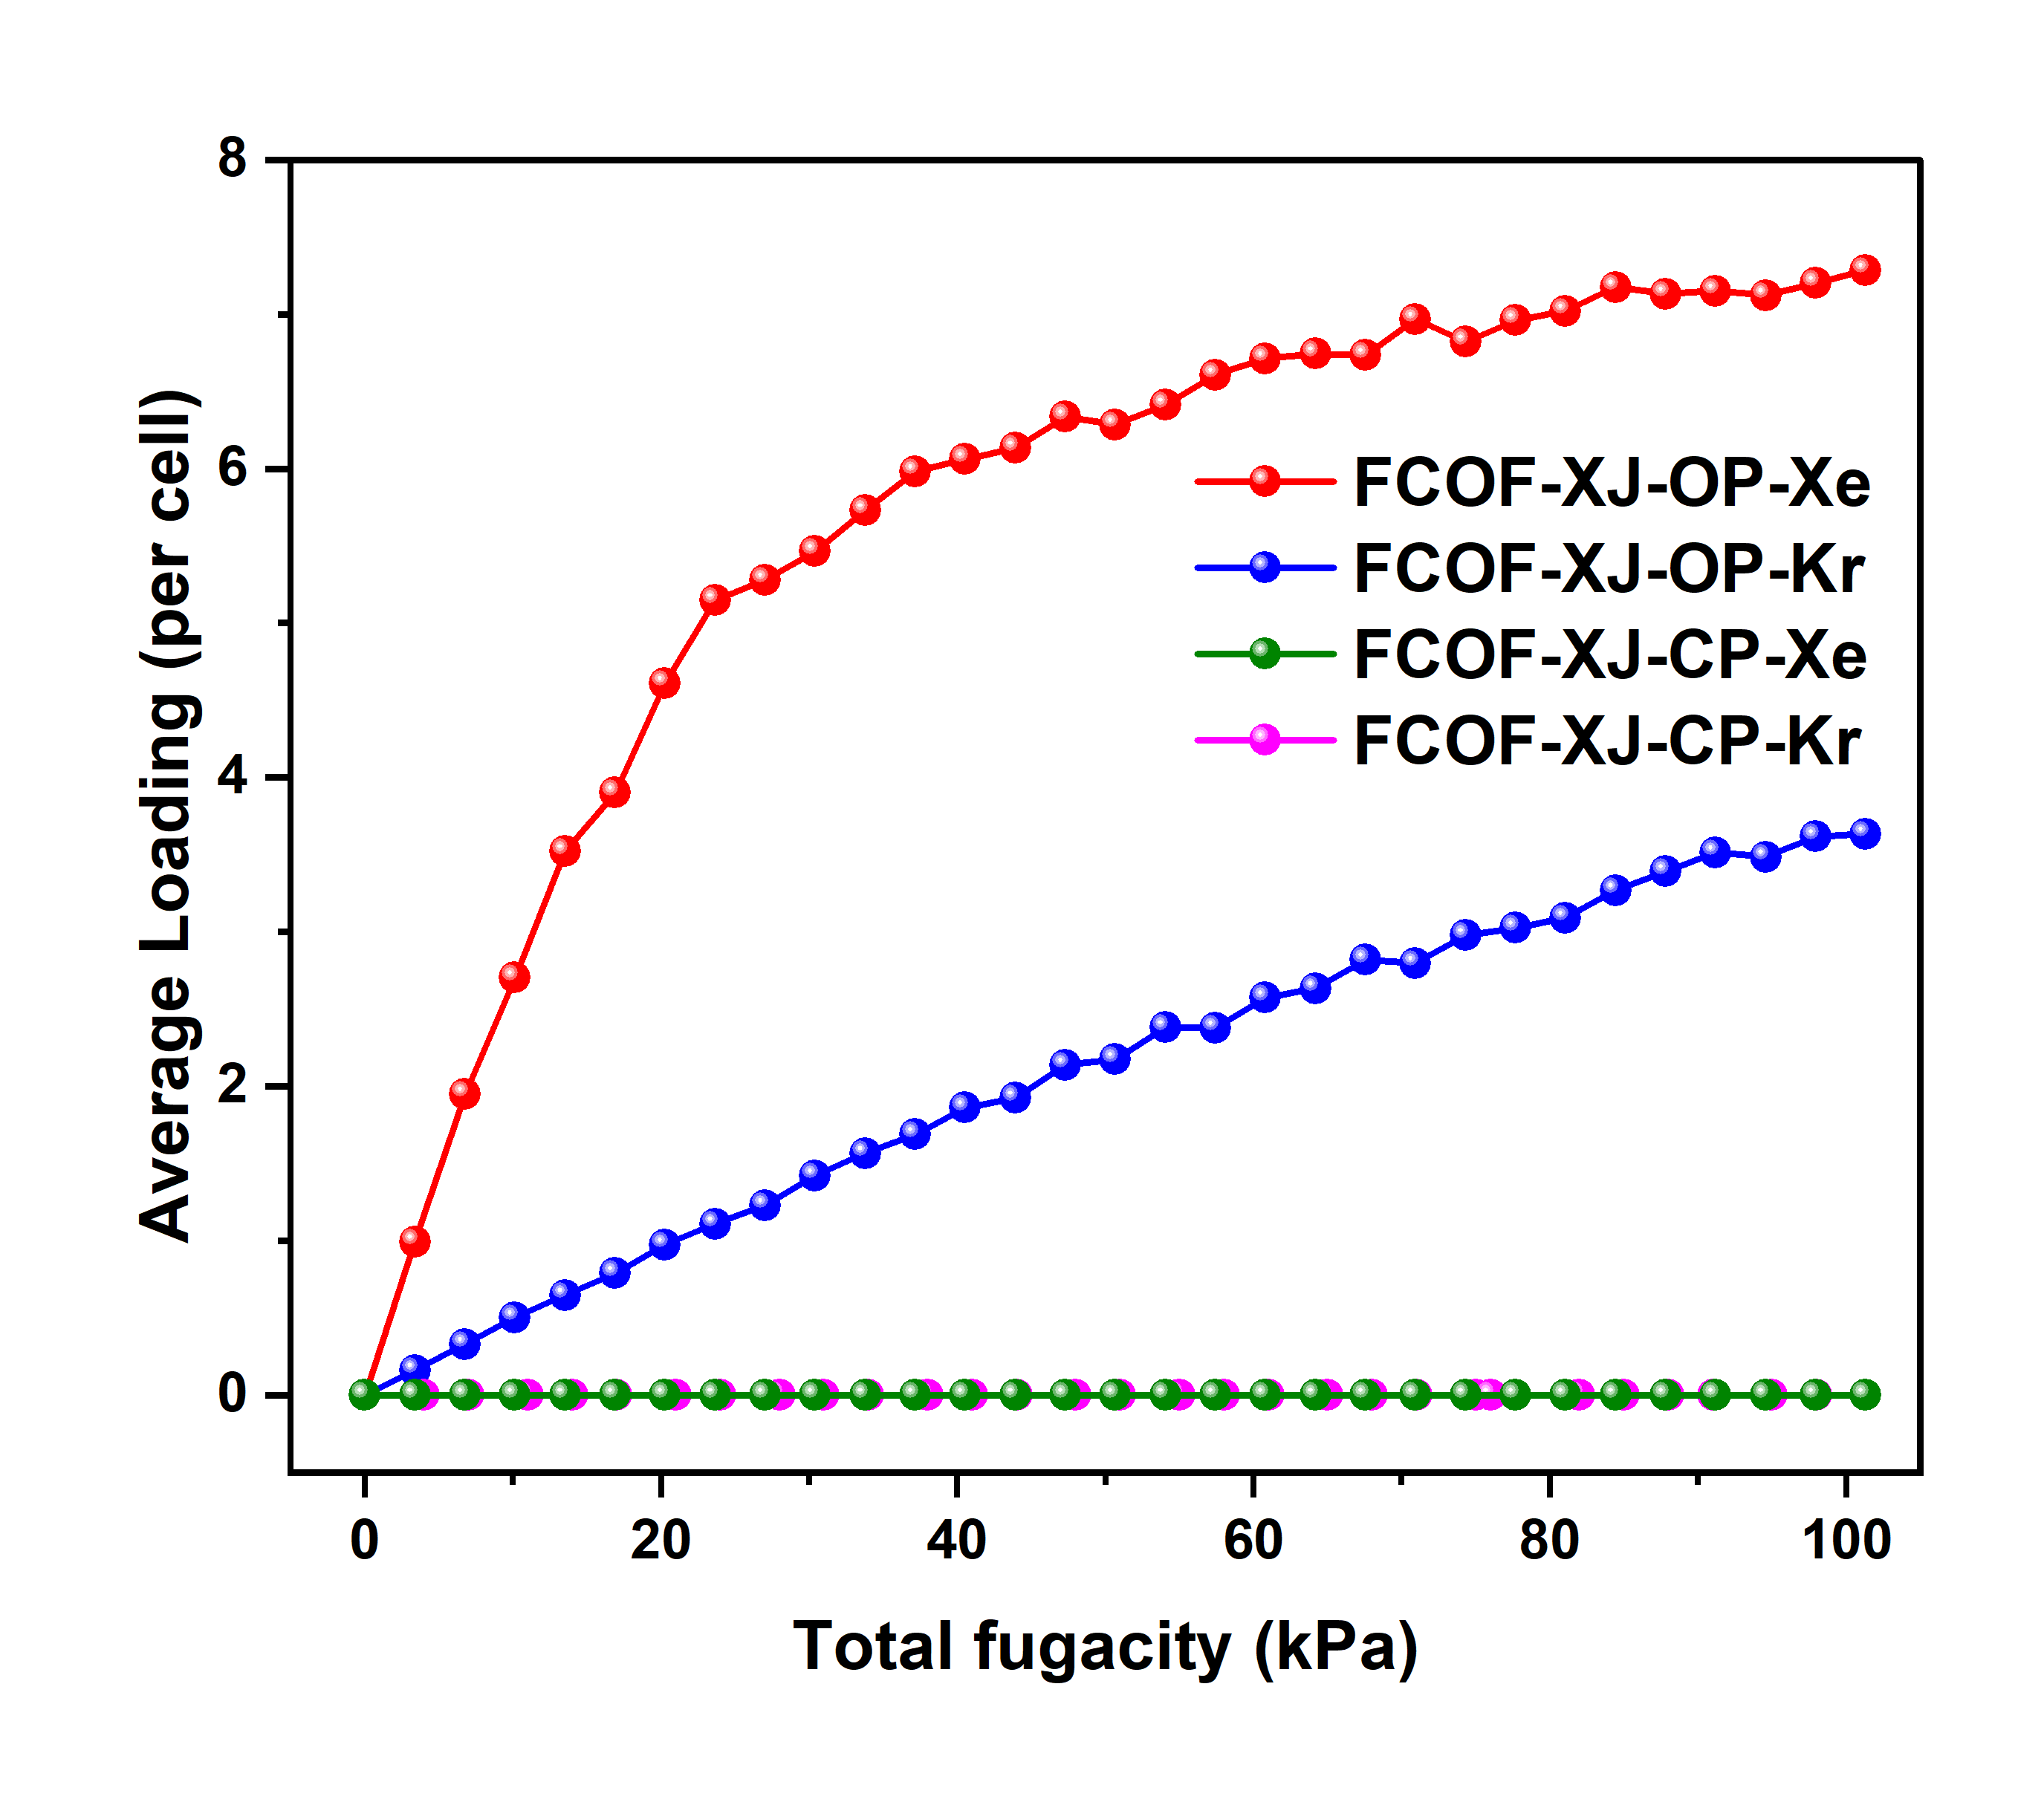 8
6
4
2
0
Average Loading (per cell)
FCOF-XJ-OP-Xe
FCOF-XJ-OP-Kr
FCOF-XJ-CP-Xe
FCOF-XJ-CP-Kr
0 20 40 60 80 100
Total fugacity (kPa)